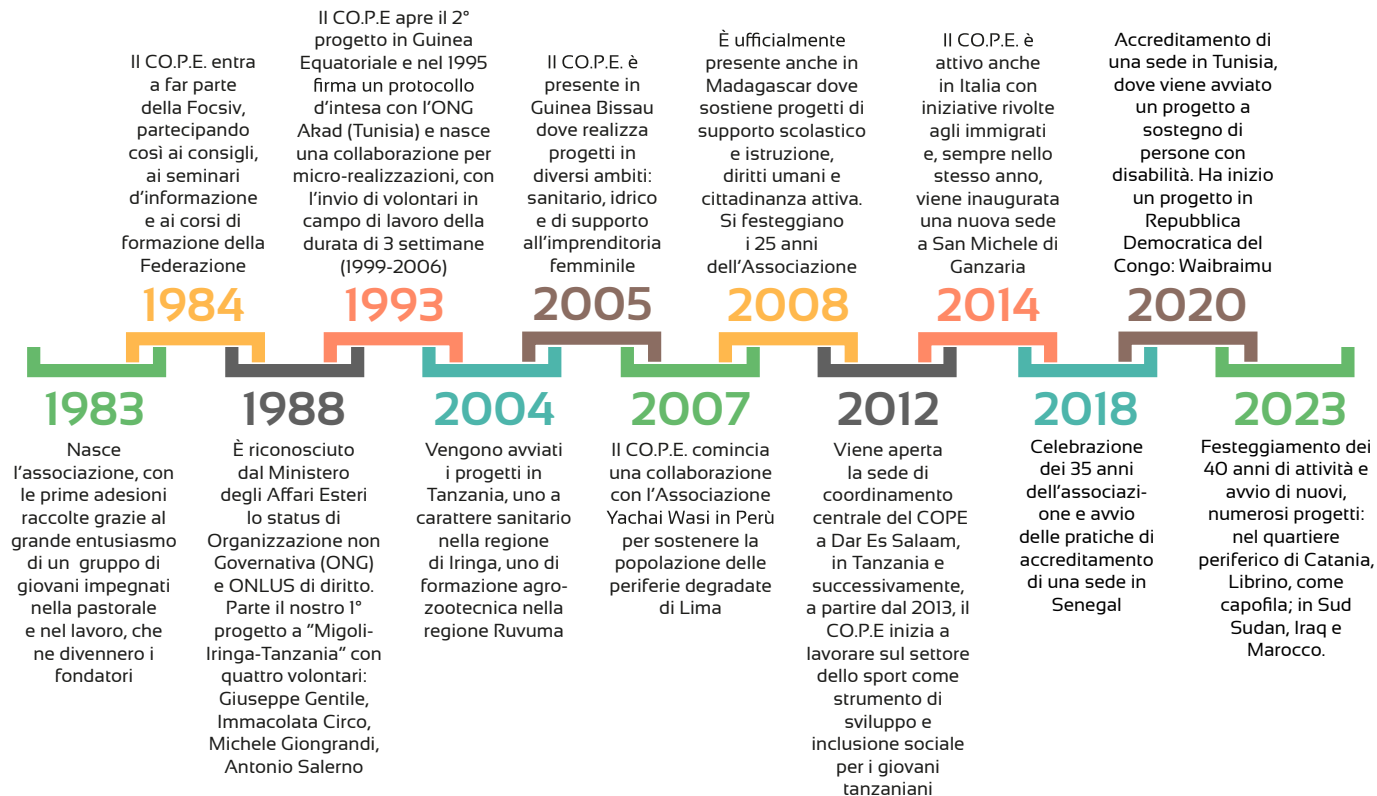 1983
Nasce
l'associazione, con
le prime adesioni
raccolte grazie al
grande entusiasmo
di un gruppo di
giovani impegnati
nella pastorale
e nel lavoro, che
ne divennero i
fondatori
Il CO.P.E. entra
a far parte
della Focsiv,
partecipando
così ai consigli,
ai seminari
d'informazione
e ai corsi di
formazione della
Federazione
1984
1988
È riconosciuto
dal Ministero
degli Affari Esteri
lo status di
Organizzazione non
Governativa (ONG)
e ONLUS di diritto.
Parte il nostro 1°
progetto a "Migoli-
Iringa-Tanzania" con
quattro volontari:
Giuseppe Gentile,
Immacolata Circo,
Michele Giongrandi,
Antonio Salerno
Il CO.P.E apre il 2°
progetto in Guinea
Equatoriale e nel 1995
firma un protocollo
d'intesa con l'ONG
Akad (Tunisia) e nasce
una collaborazione per
micro-realizzazioni, con
l'invio di volontari in
campo di lavoro della
durata di 3 settimane
(1999-2006)
1993
2004
Vengono avviati
i progetti in
Tanzania, uno a
carattere sanitario
nella regione
di Iringa, uno di
formazione agro-
zootecnica nella
regione Ruvuma
Il CO.P.E. è
presente in
Guinea Bissau
dove realizza
progetti in
diversi ambiti:
sanitario, idrico
e di supporto
all'imprenditoria
femminile
2005
2007
Il CO.P.E. comincia
una collaborazione
con l'Associazione
Yachai Wasi in Perù
per sostenere la
popolazione delle
periferie degradate
di Lima
È ufficialmente
presente anche in
Madagascar dove
sostiene progetti di
supporto scolastico
e istruzione,
diritti umani e
cittadinanza attiva.
Si festeggiano
i 25 anni
dell'Associazione
2008
2012
Viene aperta
la sede di
coordinamento
centrale del COPE
a Dar Es Salaam,
in Tanzania e
successivamente,
a partire dal 2013, il
CO.P.E inizia a
lavorare sul settore
dello sport come
strumento di
sviluppo e
inclusione sociale
per i giovani
tanzaniani
Il CO.P.E. è
attivo anche
in Italia con
iniziative rivolte
agli immigrati
e, sempre nello
stesso anno,
viene inaugurata
una nuova sede
a San Michele di
Ganzaria
2014
2018
Celebrazione
dei 35 anni
dell'associazi-
one e avvio
delle pratiche di
accreditamento
di una sede in
Senegal
Accreditamento di
una sede in Tunisia,
dove viene avviato
un progetto a
sostegno di
persone con
disabilità. Ha inizio
un progetto in
Repubblica
Democratica del
Congo: Waibraimu
2020
2023
Festeggiamento dei
40 anni di attività e
avvio di nuovi,
numerosi progetti:
nel quartiere
periferico di Catania,
Librino, come
capofila; in Sud
Sudan, Iraq e
Marocco.